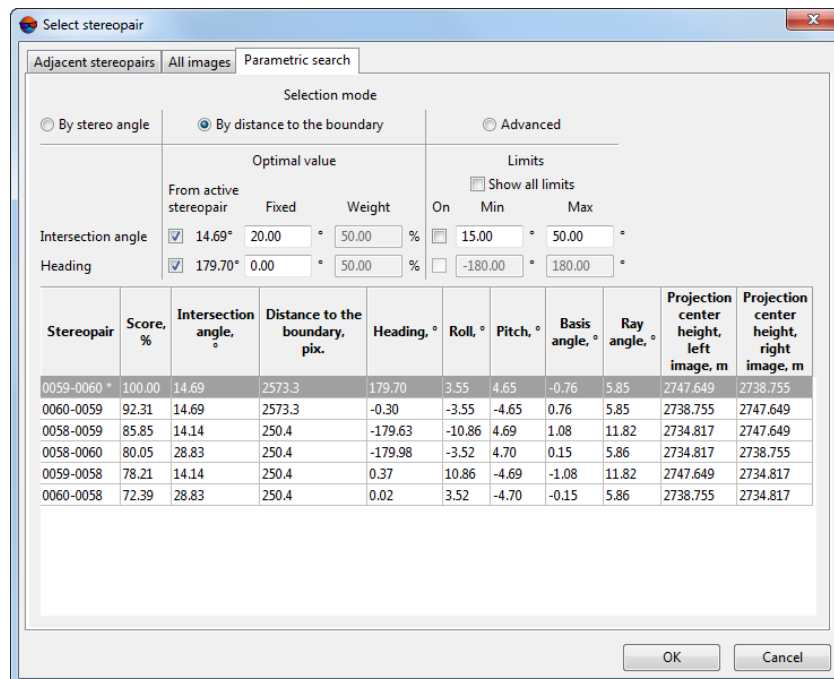 Select stereopair
Adjacent stereopairs All images Parametric search
Selection mode
By stereo angle By distance to the boundary Advanced
Optimal value Limits
Show all limits
From active
stereopair Fixed Weight On Min Max
Intersection angle 14.69° 20.00 ° 50.00 % 15.00 ° 50.00 °
Heading 179.70° 0.00 ° 50.00 % -180.00 ° 180.00 °
Stereopair Score, % Intersection angle, ° Distance to the boundary, pix. Heading, ° Roll, ° Pitch, ° Basis angle, ° Ray angle, ° Projection center height, left image, m Projection center height, right image, m
0059-0060 * 100.00 14.69 2573.3 179.70 3.55 4.65 -0.76 5.85 2747.649 2738.755
0060-0059 92.31 14.69 2573.3 -0.30 -3.55 -4.65 0.76 5.85 2738.755 2747.649
0058-0059 85.85 14.14 250.4 -179.63 -10.86 4.69 1.08 11.82 2734.817 2747.649
0058-0060 80.05 28.83 250.4 -179.98 -3.52 4.70 0.15 5.86 2734.817 2738.755
0059-0058 78.21 14.14 250.4 0.37 10.86 -4.69 -1.08 11.82 2747.649 2734.817
0060-0058 72.39 28.83 250.4 0.02 3.52 -4.70 -0.15 5.86 2738.755 2734.817
OK Cancel